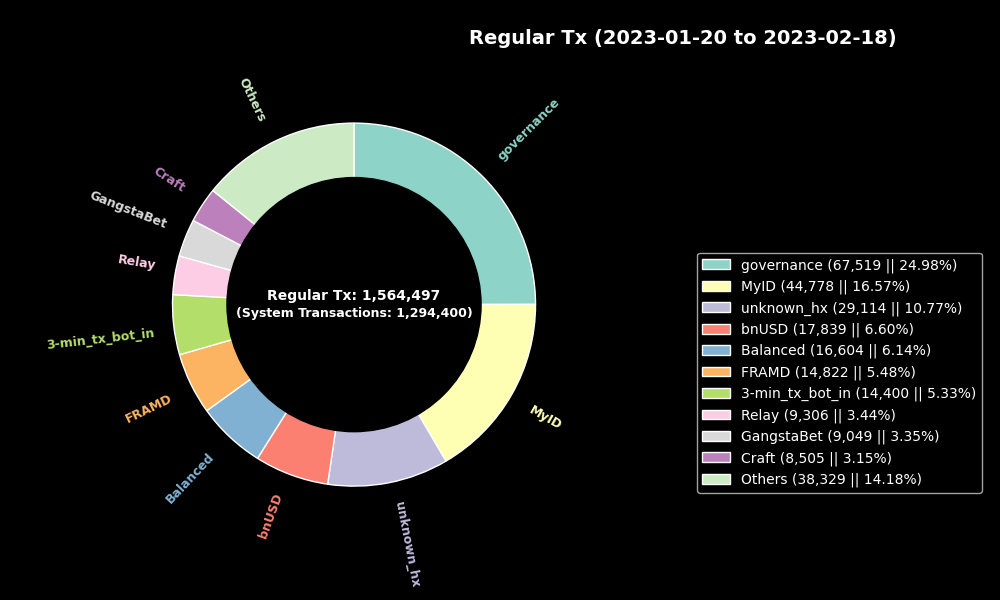 Regular Tx (2023-01-20 to 2023-02-18)
Others
governance
Craft
GangstaBet
Relay
3-min_tx_bot_in
FRAMD
Balanced
bnUSD
unknown_hx
MyID
Regular Tx: 1,564,497
(System Transactions: 1,294,400)
governance (67,519 || 24.98%)
MyID (44,778 || 16.57%)
unknown_hx (29,114 || 10.77%)
bnUSD (17,839 || 6.60%)
Balanced (16,604 || 6.14%)
FRAMD (14,822 || 5.48%)
3-min_tx_bot_in (14,400 || 5.33%)
Relay (9,306 || 3.44%)
GangstaBet (9,049 || 3.35%)
Craft (8,505 || 3.15%)
Others (38,329 || 14.18%)